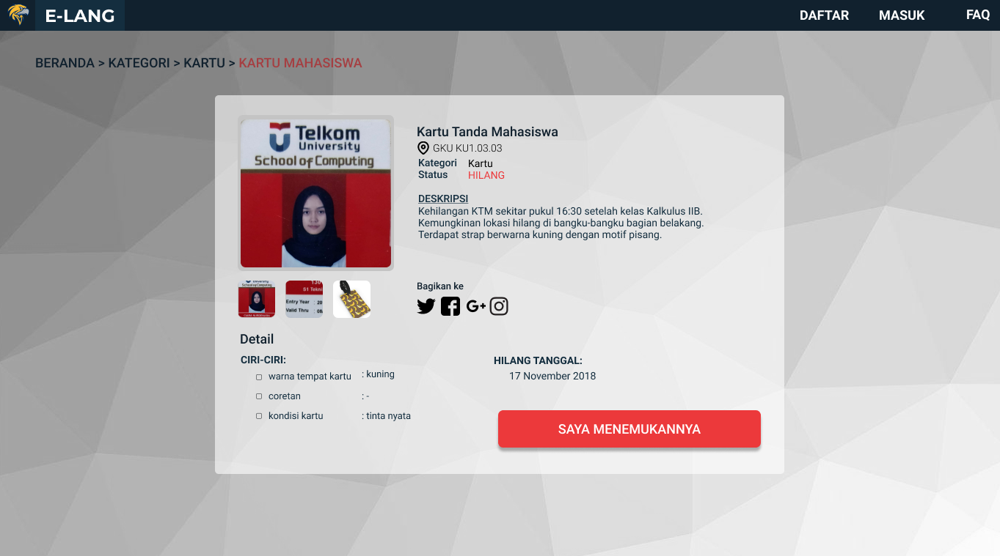 E-LANG
DAFTAR
MASUK
FAQ
BERANDA > KATEGORI > KARTU > KARTU MAHASISWA
Telkom
University
School of Computing
Kartu Tanda Mahasiswa
GKU KU1.03.03
Kategori Kartu
Status HILANG
DESKRIPSI
Kehilangan KTM sekitar pukul 16:30 setelah kelas Kalkulus IIB.
Kemungkinan lokasi hilang di bangku-bangku bagian belakang.
Terdapat strap berwarna kuning dengan motif pisang.
University
School of Computing
130
S1 Tekni
Entry Year : 20
Valid Thru : 08/
Bagikan ke
G+
Detail
CIRI-CIRI:
warna tempat kartu : kuning
coretan : -
kondisi kartu : tinta nyata
HILANG TANGGAL:
17 November 2018
SAYA MENEMUKANNYA